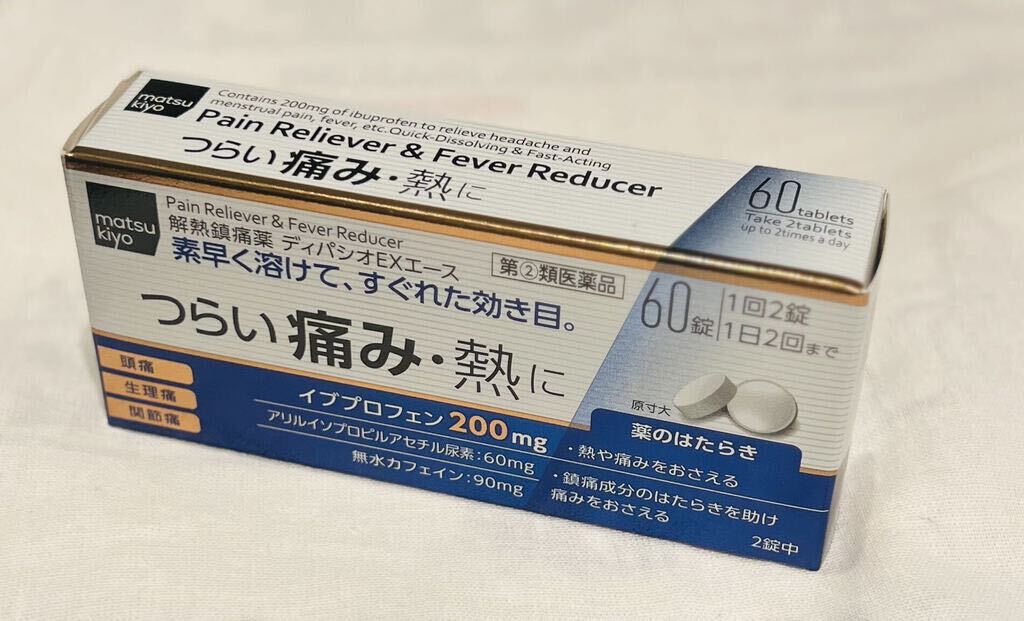 matsu
kiyo
Contains 200mg of ibuprofen to relieve headache and
menstrual pain, fever, etc. Quick-Dissolving & Fast-Acting
Pain Reliever & Fever Reducer
つらい痛み・熱に
60 tablets
Take 2tablets
up to 2times a day
matsu
kiyo
Pain Reliever & Fever Reducer
解熱鎮痛薬 ディパシオEXエース
第②類医薬品
素早く溶けて、すぐれた効き目。
つらい痛み・熱に
60錠
1回2錠
1日2回まで
頭痛
生理痛
関節痛
原寸大
イブプロフェン200mg
アリルイソプロピルアセチル尿素:60mg
無水カフェイン:90mg
薬のはたらき
・熱や痛みをおさえる
・鎮痛成分のはたらきを助け
痛みをおさえる
2錠中